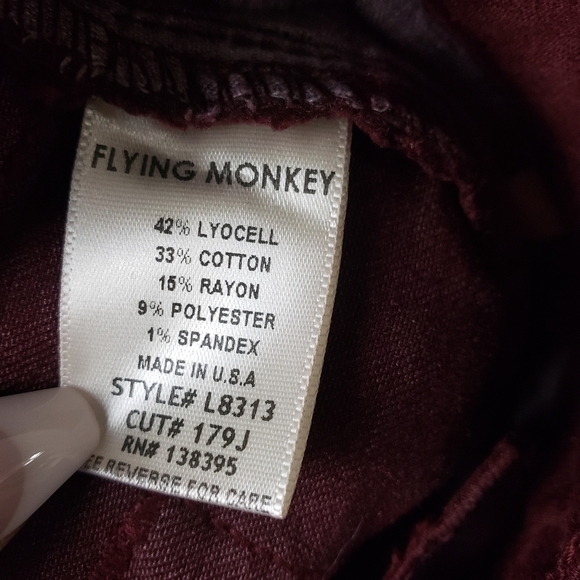 FLYING MONKEY
42% LYOCELL
33% COTTON
15% RAYON
9% POLYESTER
1% SPANDEX
MADE IN U.S.A
STYLE# L8313
CUT# 179J
RN# 138395
EE REVERSE FOR CARE